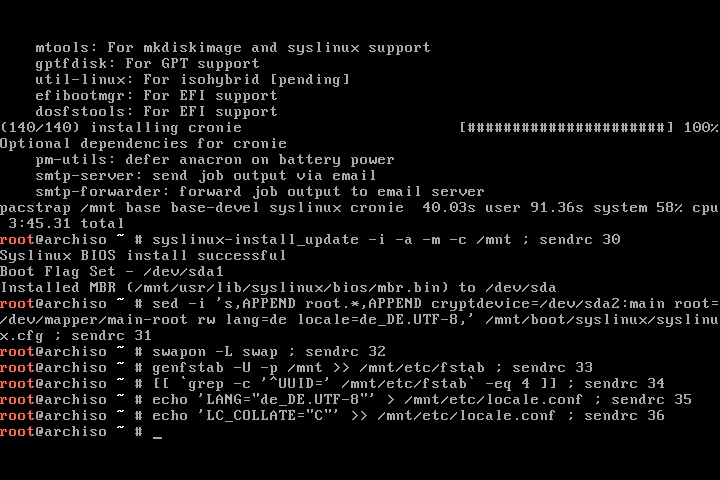 mtools: For mkdiskimage and syslinux support
gptfdisk: For GPT support
util-linux: For isohybrid [pending]
efibootmgr: For EFI support
dosfstools: For EFI support
(140/140) installing cronie [######################] 100%
Optional dependencies for cronie
pm-utils: defer anacron on battery power
smtp-server: send job output via email
smtp-forwarder: forward job output to email server
pacstrap /mnt base base-devel syslinux cronie  40.03s user 91.36s system 58% cpu
 3:45.31 total
root@archiso ~ # syslinux-install_update -i -a -m -c /mnt ; sendrc 30
Syslinux BIOS install successful
Boot Flag Set - /dev/sda1
Installed MBR (/mnt/usr/lib/syslinux/bios/mbr.bin) to /dev/sda
root@archiso ~ # sed -i 's,APPEND root.*,APPEND cryptdevice=/dev/sda2:main root=
/dev/mapper/main-root rw lang=de locale=de_DE.UTF-8,' /mnt/boot/syslinux/syslinu
x.cfg ; sendrc 31
root@archiso ~ # swapon -L swap ; sendrc 32
root@archiso ~ # genfstab -U -p /mnt >> /mnt/etc/fstab ; sendrc 33
root@archiso ~ # [[ `grep -c '^UUID=' /mnt/etc/fstab` -eq 4 ]] ; sendrc 34
root@archiso ~ # echo 'LANG="de_DE.UTF-8"' > /mnt/etc/locale.conf ; sendrc 35
root@archiso ~ # echo 'LC_COLLATE="C"' >> /mnt/etc/locale.conf ; sendrc 36
root@archiso ~ # _